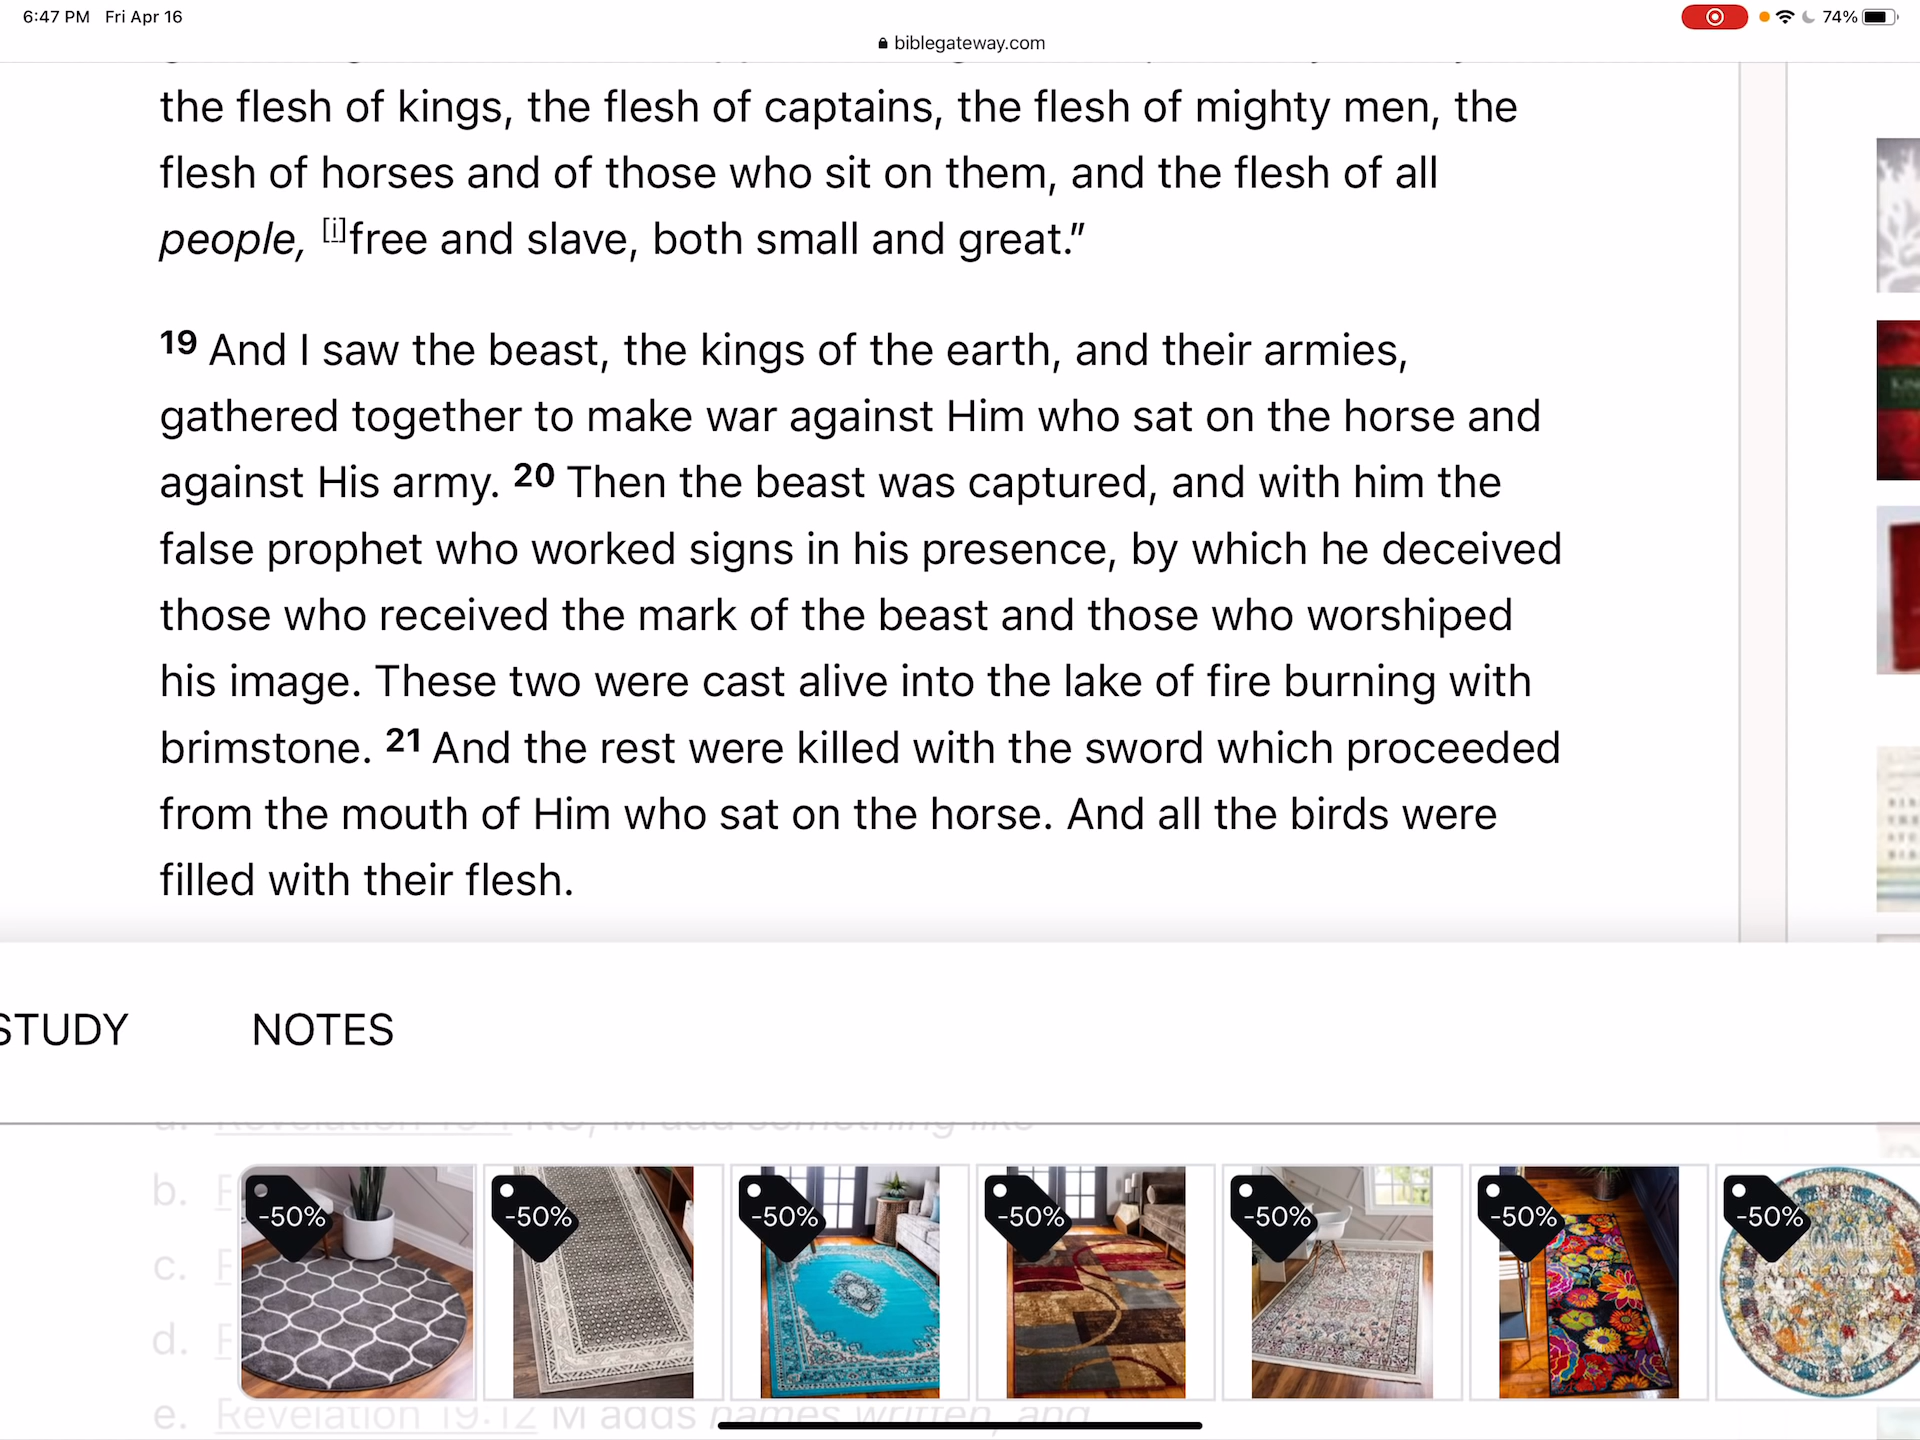 6:47 PM Fri Apr 16
74%
biblegateway.com
the flesh of kings, the flesh of captains, the flesh of mighty men, the
flesh of horses and of those who sit on them, and the flesh of all
people, [i]free and slave, both small and great.”
19 And I saw the beast, the kings of the earth, and their armies,
gathered together to make war against Him who sat on the horse and
against His army. 20 Then the beast was captured, and with him the
false prophet who worked signs in his presence, by which he deceived
those who received the mark of the beast and those who worshiped
his image. These two were cast alive into the lake of fire burning with
brimstone. 21 And the rest were killed with the sword which proceeded
from the mouth of Him who sat on the horse. And all the birds were
filled with their flesh.
STUDY NOTES
b.
-50% -50% -50% -50% -50% -50% -50%
c.
d.
e. Revelation 19:12 M adds names written, and